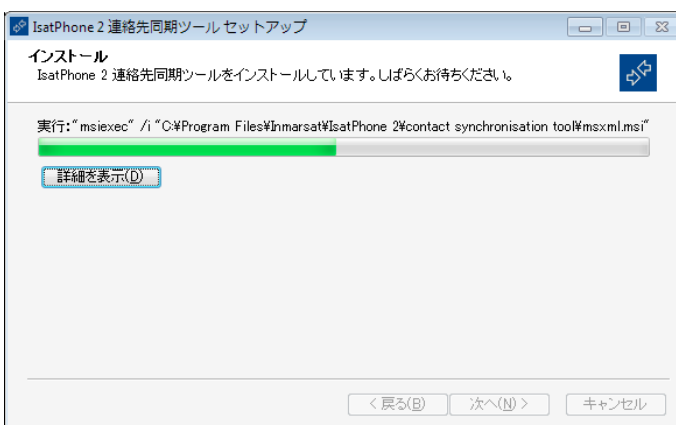 IsatPhone 2 連絡先同期ツール セットアップ
インストール
IsatPhone 2 連絡先同期ツールをインストールしています。しばらくお待ちください。
実行:"msiexec" /i "C:¥Program Files¥Inmarsat¥IsatPhone 2¥contact synchronisation tool¥msxml.msi"
詳細を表示(D)
< 戻る(B) 次へ(N) > キャンセル